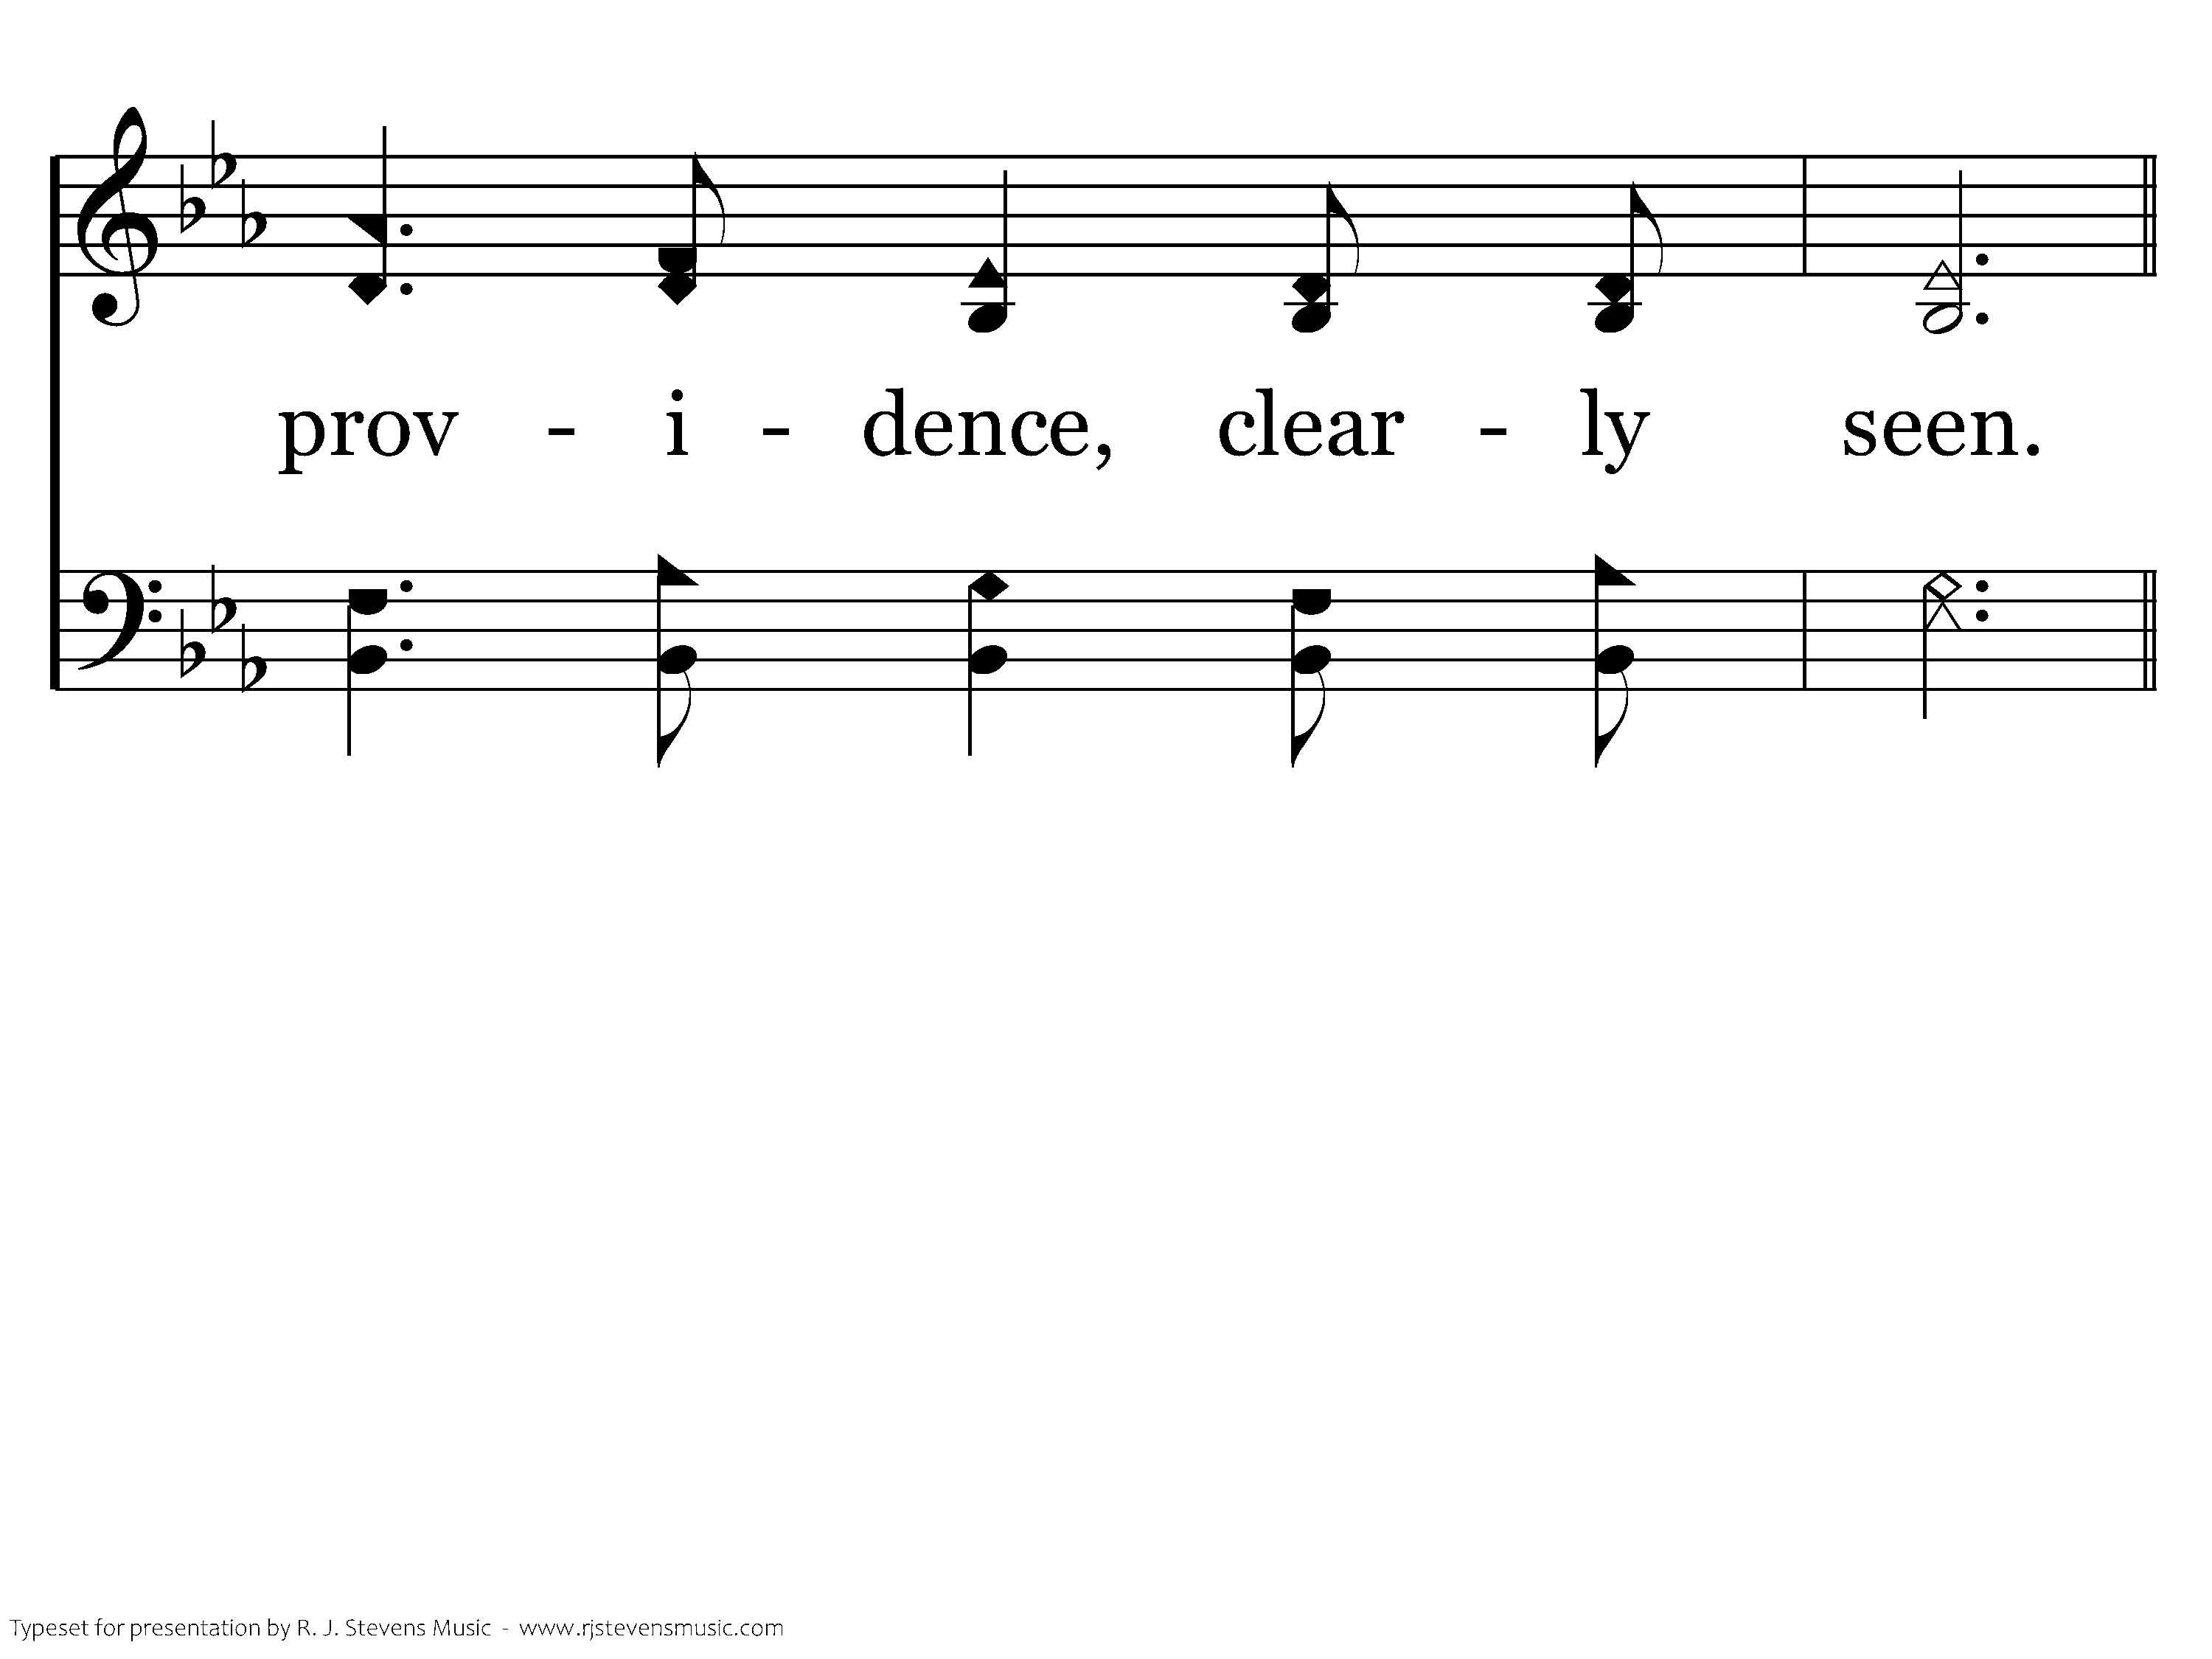 prov - i - dence, clear - ly seen.
Typeset for presentation by R. J. Stevens Music - www.rjstevensmusic.com